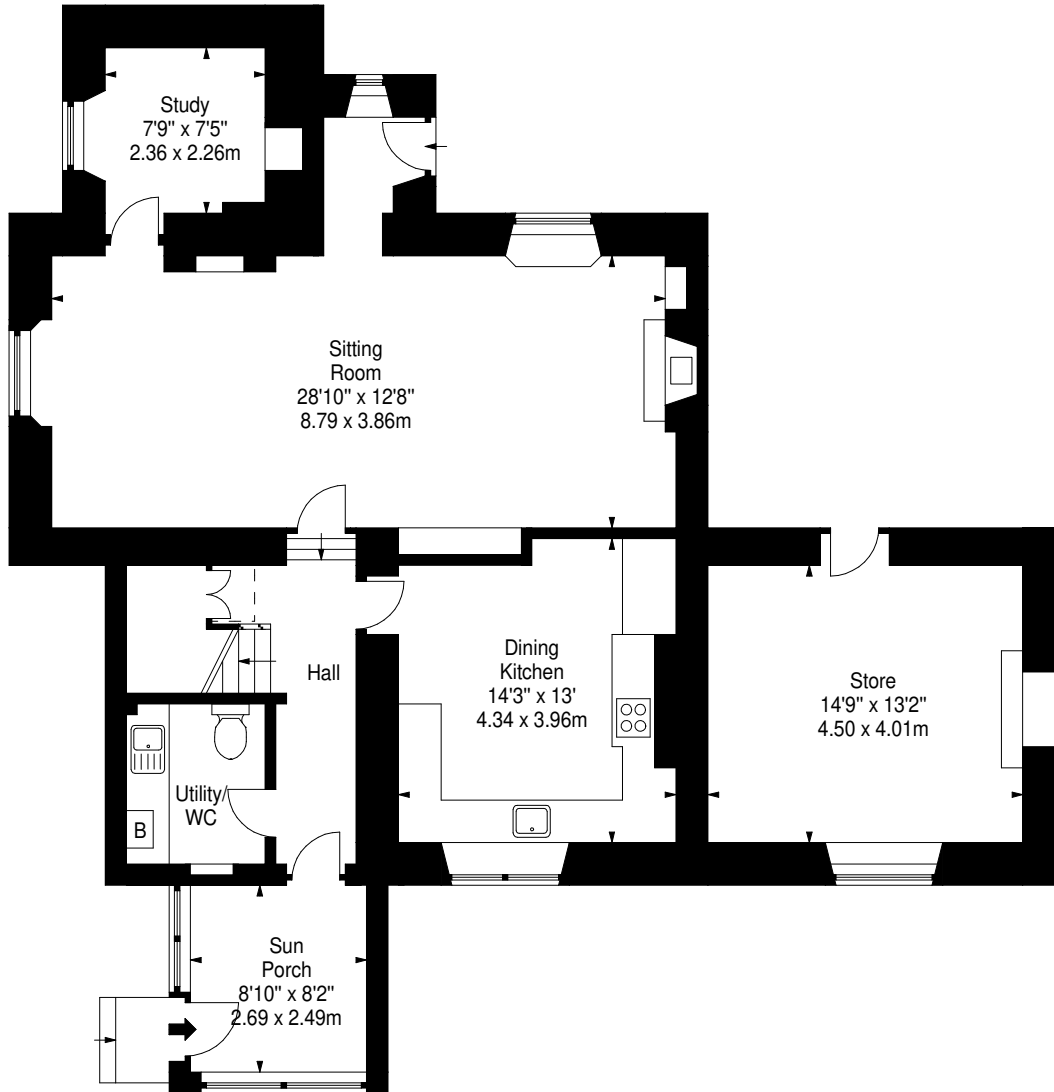 Study
7'9" x 7'5"
2.36 x 2.26m
Sitting
Room
28'10" x 12'8"
8.79 x 3.86m
Hall
Dining
Kitchen
14'3" x 13'
4.34 x 3.96m
Store
14'9" x 13'2"
4.50 x 4.01m
Utility/
WC
B
Sun
Porch
8'10" x 8'2"
2.69 x 2.49m